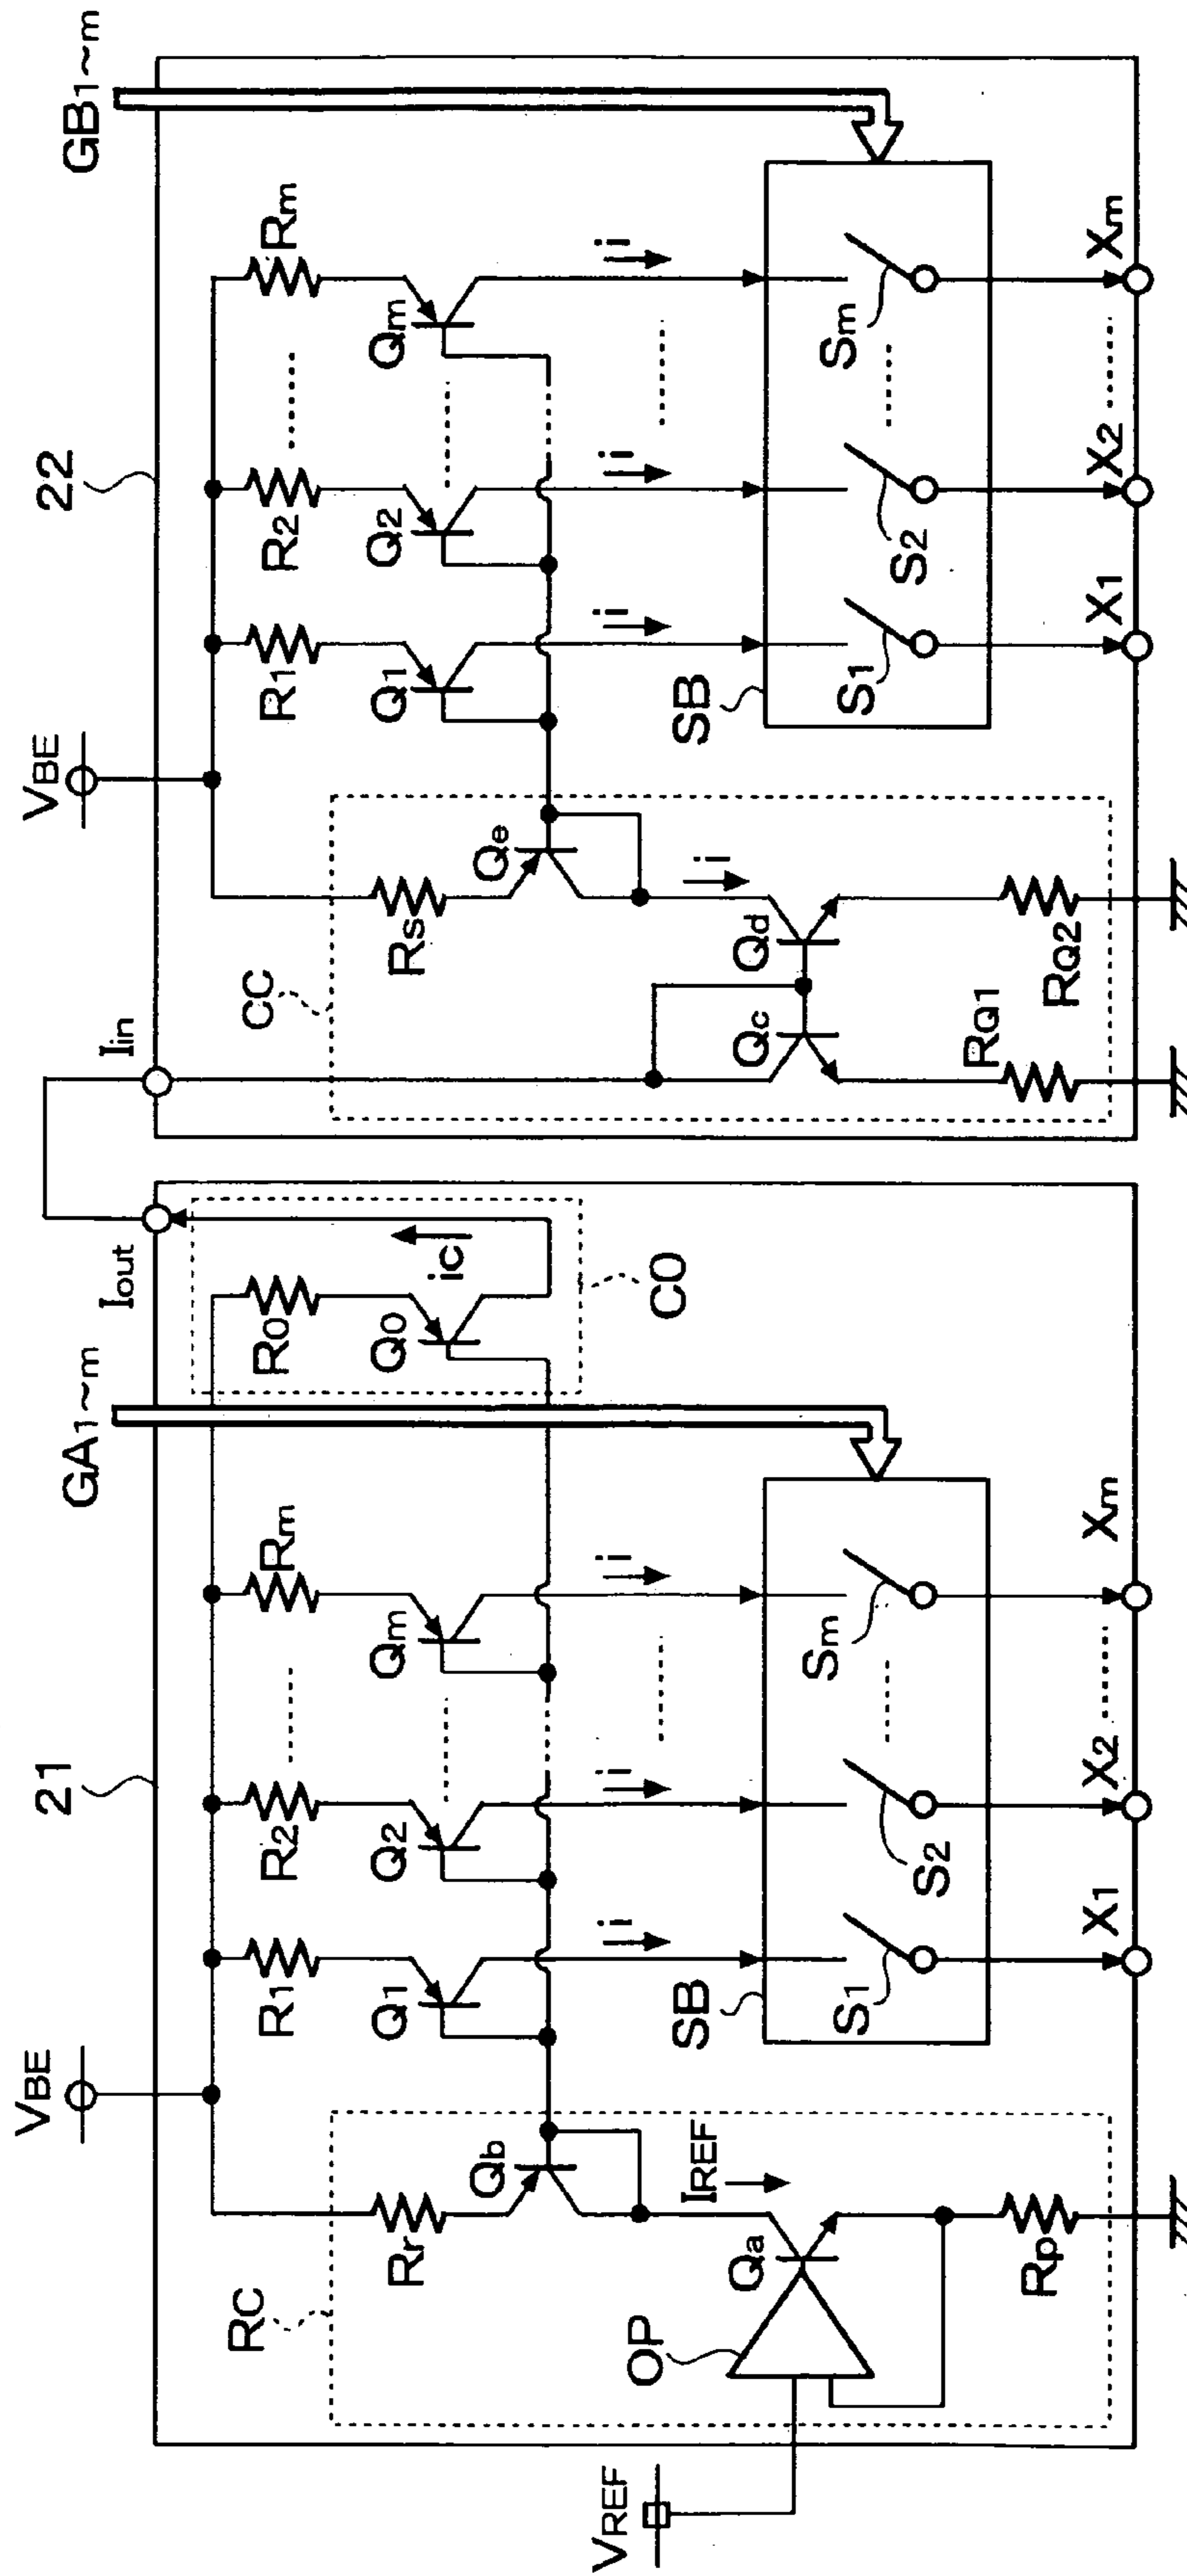 21
22
VBE
GA1~m
Iout
Iin
VBE
GB1~m
R1
R2
Rm
R0
R1
R2
Rm
Rr
Rs
Q1
Q2
Qm
Q0
Q1
Q2
Qm
RC
Qb
ic
CC
Qe
C0
i
i
i
i
i
i
IREF
i
VREF
OP
Qa
SB
Qc
Qd
SB
S1
S2
Sm
S1
S2
Sm
Rp
RQ1
RQ2
X1
X2
Xm
X1
X2
Xm